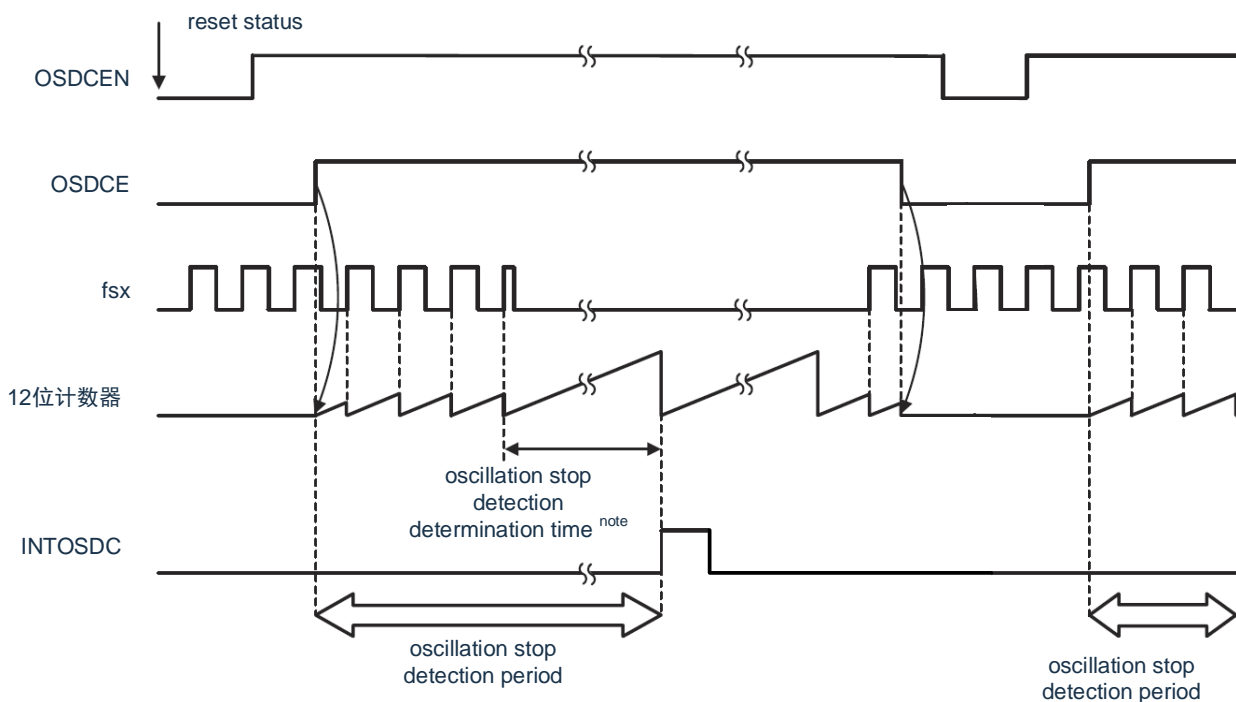 reset status
OSDCEN
OSDCE
fsx
12位计数器
oscillation stop
detection
determination time note
INTOSDC
oscillation stop
detection period
oscillation stop
detection period